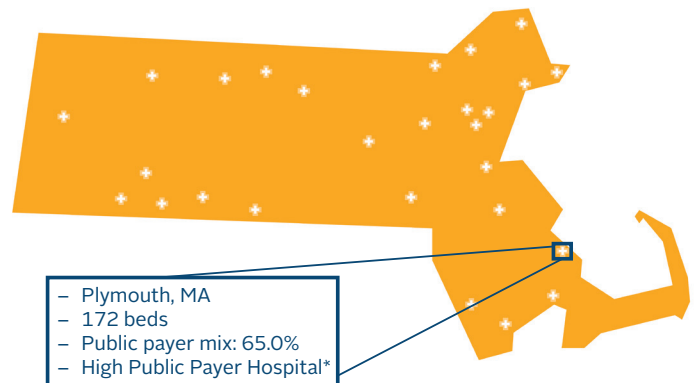 – Plymouth, MA
– 172 beds
– Public payer mix: 65.0%
– High Public Payer Hospital*